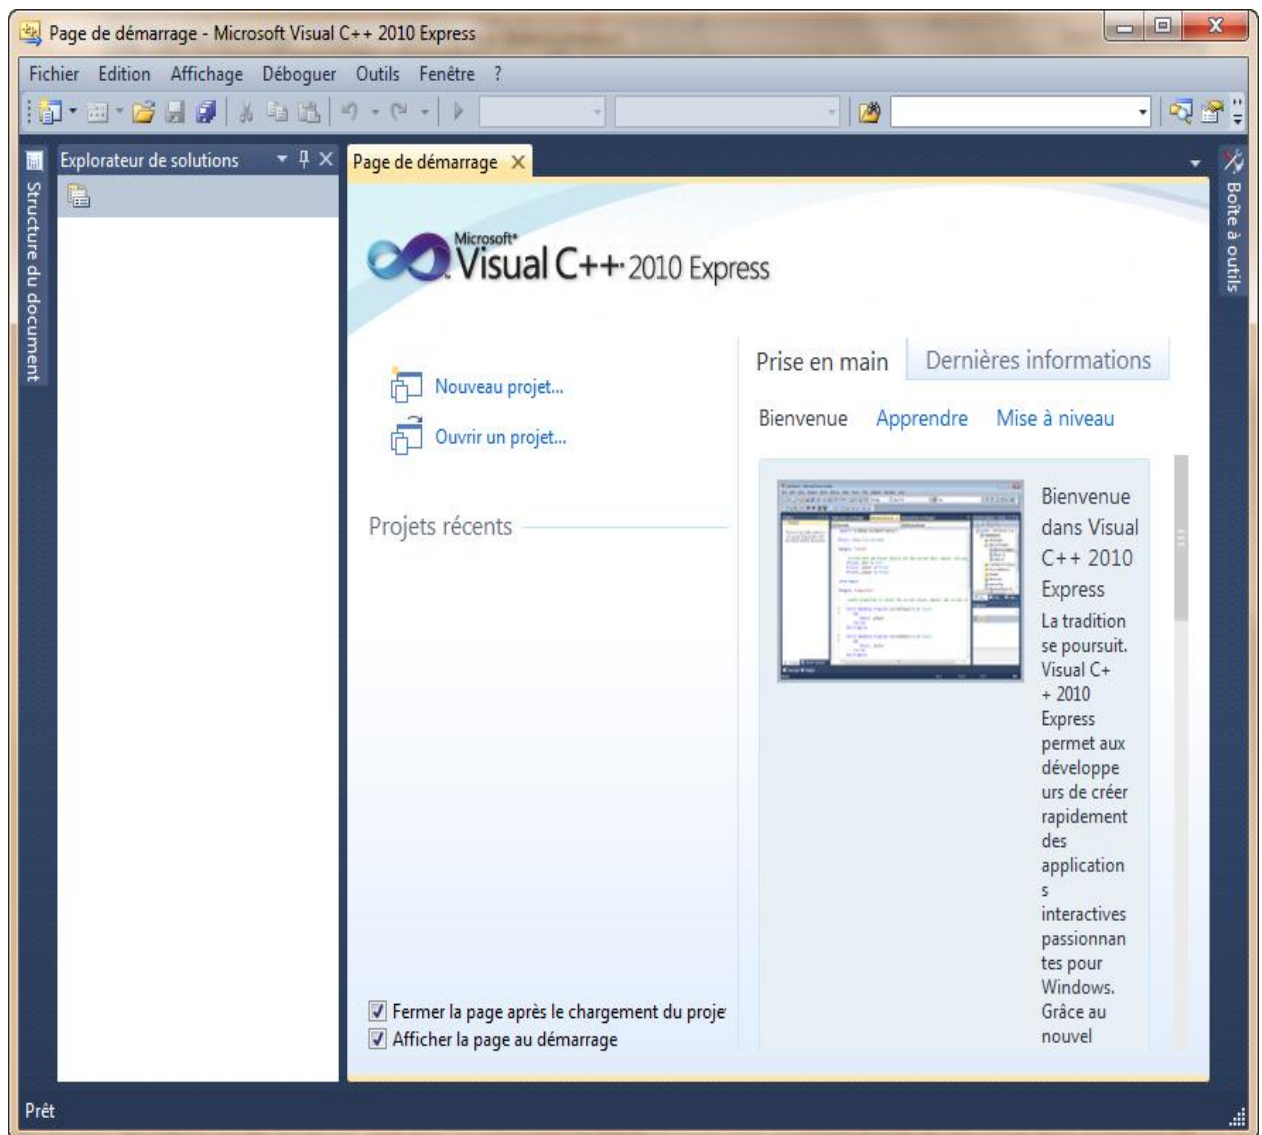 Page de démarrage - Microsoft Visual C++ 2010 Express
Fichier Edition Affichage Déboguer Outils Fenêtre ?
Structure du document
Explorateur de solutions
Page de démarrage
Boîte à outils
Microsoft
Visual C++ 2010 Express
Nouveau projet...
Ouvrir un projet...
Projets récents
Fermer la page après le chargement du proje
Afficher la page au démarrage
Prise en main Dernières informations
Bienvenue Apprendre Mise à niveau
Bienvenue
dans Visual
C++ 2010
Express
La tradition
se poursuit.
Visual C+
+ 2010
Express
permet aux
développe
urs de créer
rapidement
des
application
s
interactives
passionnan
tes pour
Windows.
Grâce au
nouvel
Prêt